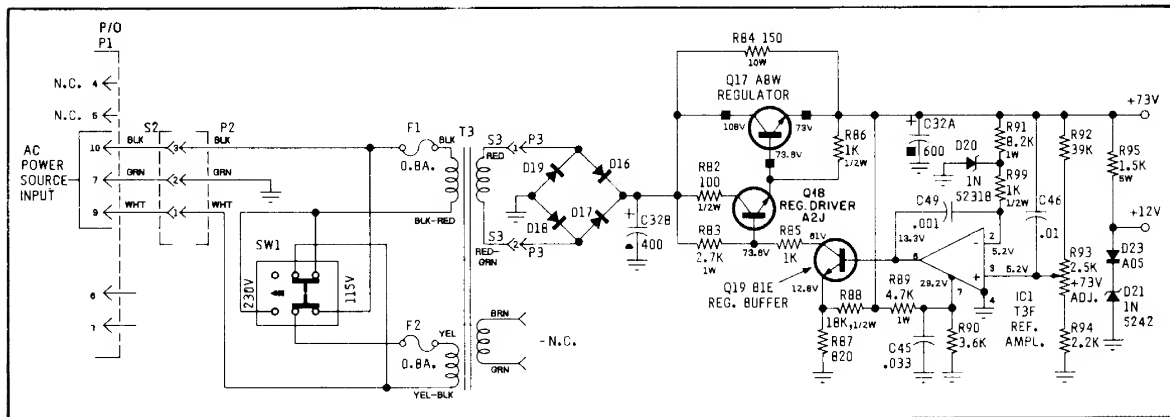 P/O
P1
N.C. 4
N.C. 5
10
7
9
6
AC
POWER
SOURCE
INPUT
S2
P2
BLK
3
BLK
GRN
2
GRN
WHT
1
WHT
SW1
230V
115V
F1
0.8A.
F2
0.8A.
BLK
T3
BLK-RED
YEL
YEL-BLK
S3
RED
1
P3
S3
2
P3
RED-
GRN
BRN
GRN
-N.C.
D19
D16
D18
D17
C32B
400
R84 150
10W
Q17 A8W
REGULATOR
108V
73V
73.8V
R82
100
1/2W
R83
2.7K
1W
Q18
REG.DRIVER
A2J
73.8V
R86
1K
1/2W
R85
1K
81V
12.8V
Q19 B1E
REG. BUFFER
R87
820
R88
18K,1/2W
R89
4.7K
1W
C45
.033
R90
3.6K
C32A
600
D20
1N
5231B
R91
8.2K
1W
R99
1K
1/2W
C49
.001
13.3V
6
2
5.2V
3
5.2V
29.2V
7
4
IC1
T3F
REF.
AMPL.
C46
.01
R92
39K
R93
2.5K
+73V
ADJ.
R94
2.2K
R95
1.5K
5W
+73V
+12V
D23
A05
D21
1N
5242